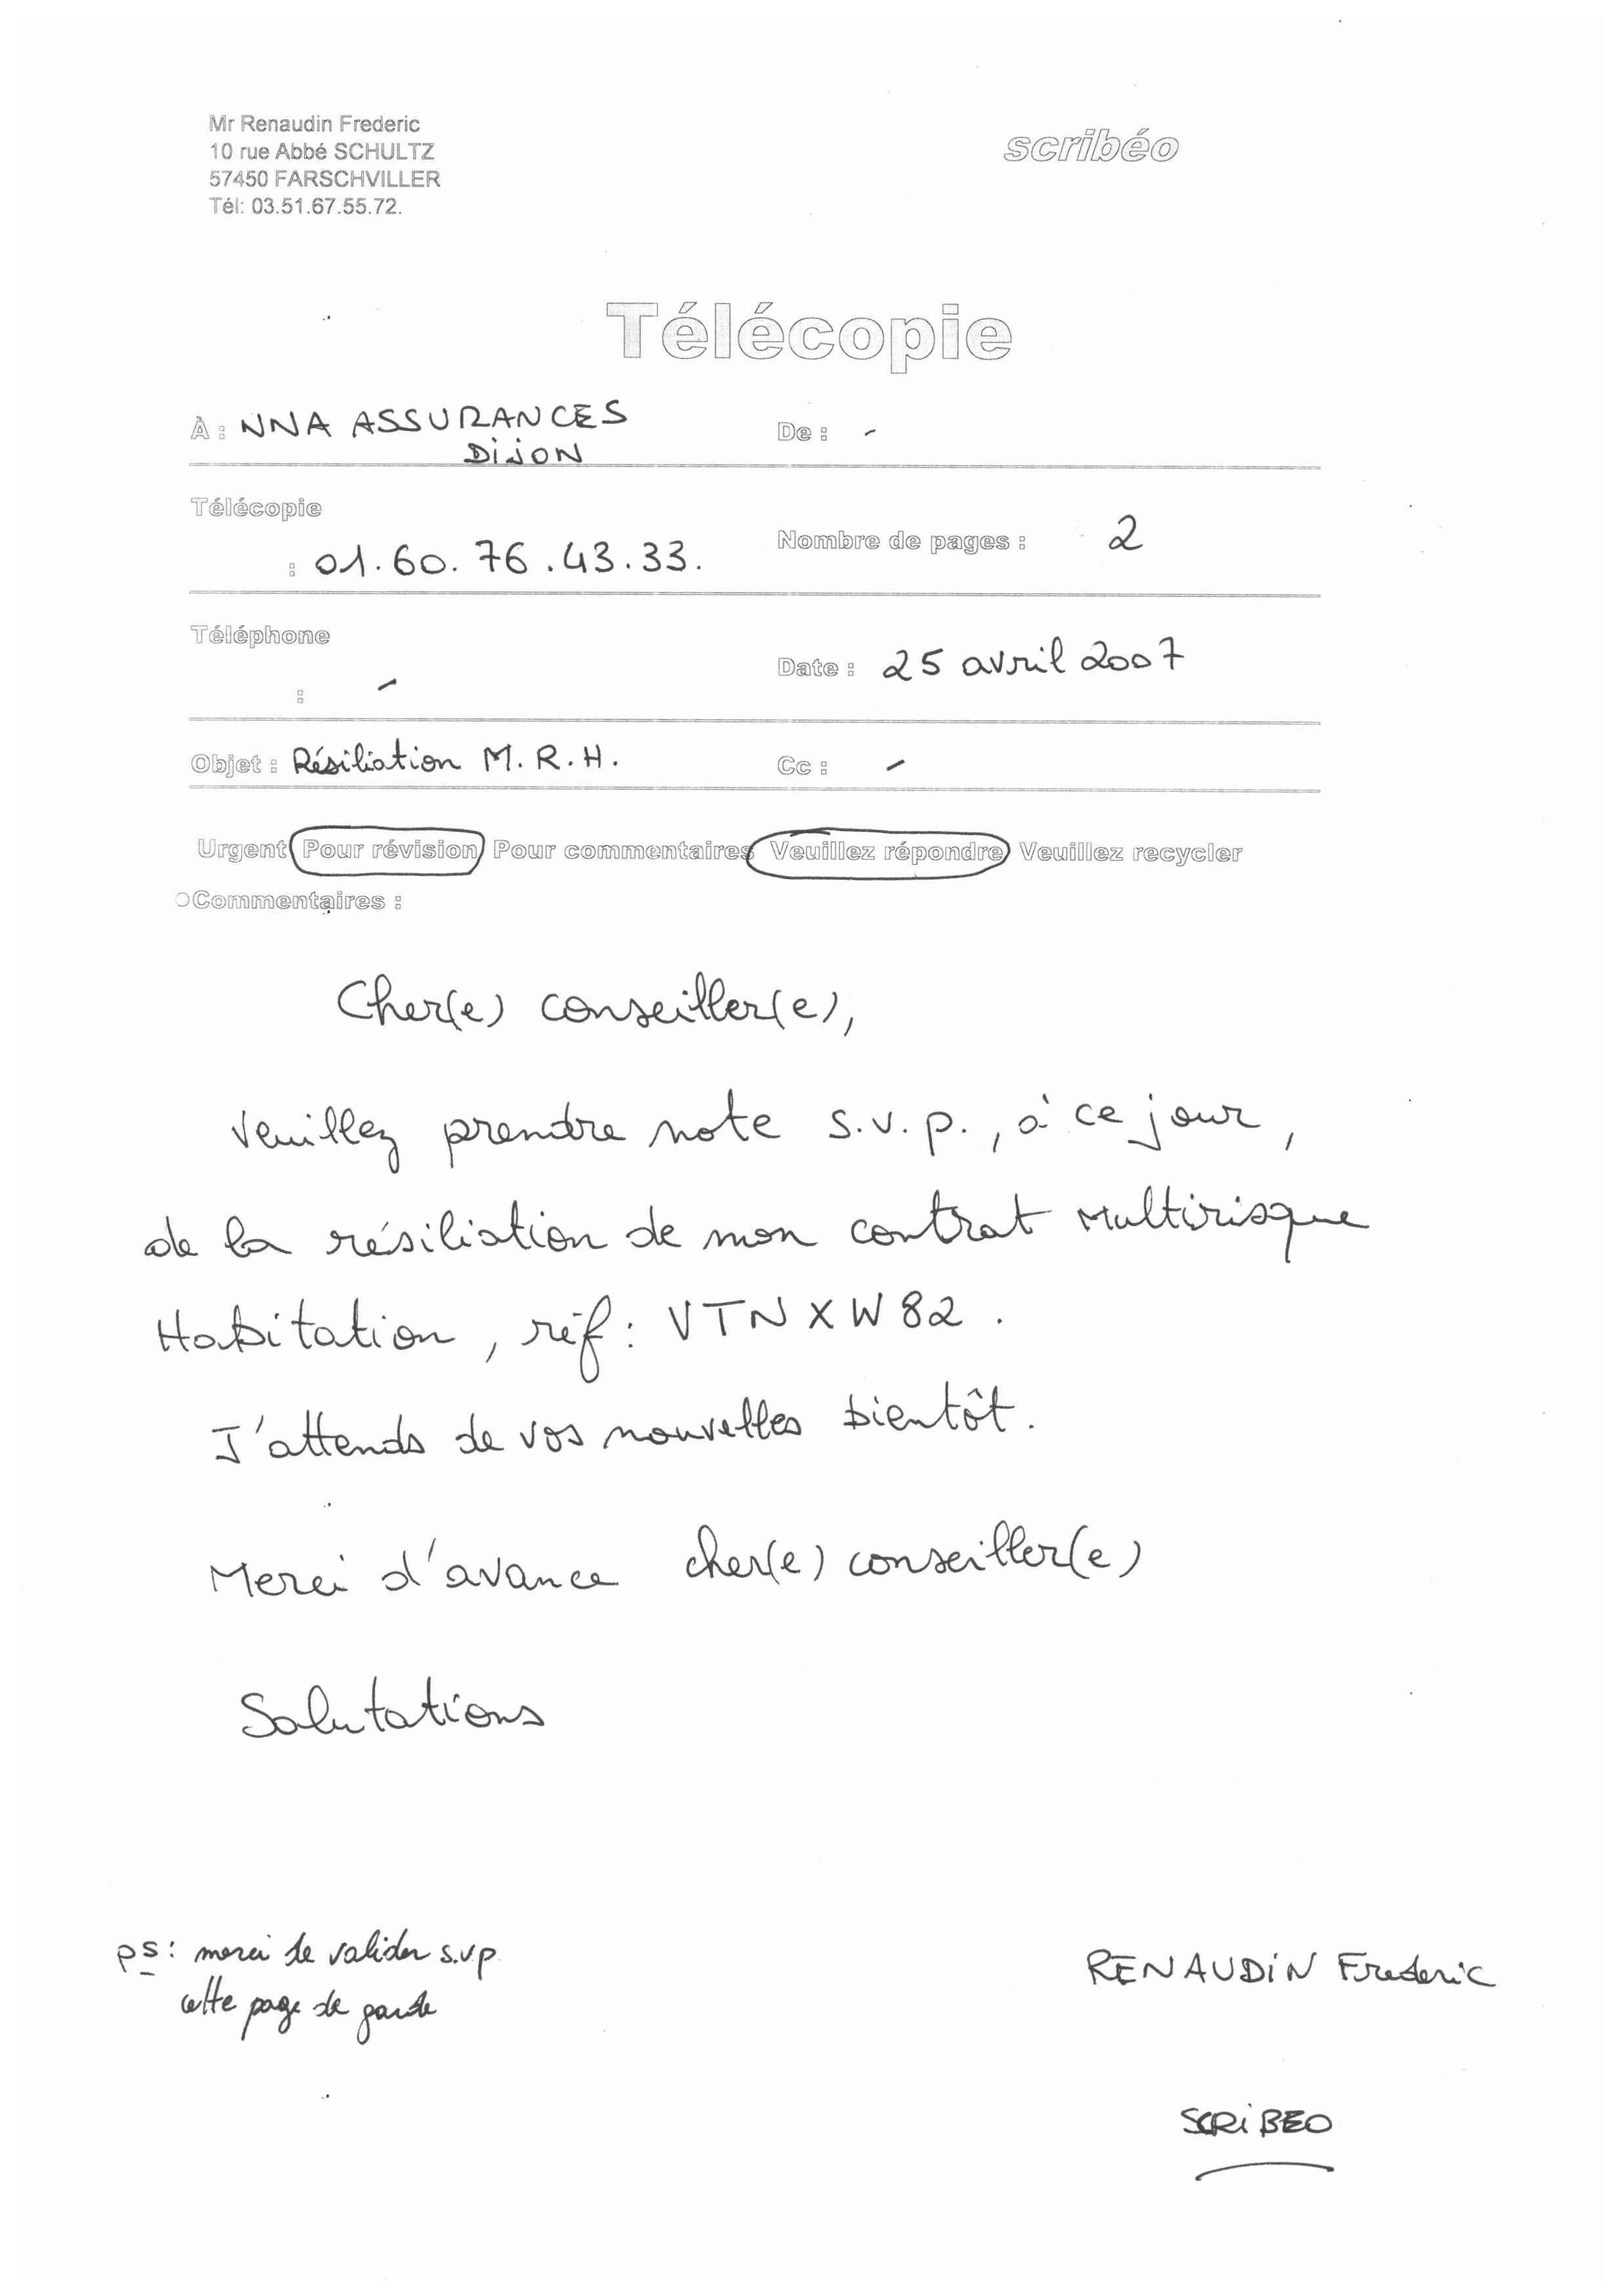 Mr Renaudin Frederic
10 rue Abbé SCHULTZ
57450 FARSCHVILLER
Tél: 03.51.67.55.72.
scribéo
Télécopie
À : NNA ASSURANCES
DiJON
De : -
Télécopie
: 01.60.76.43.33.
Nombre de pages : 2
Téléphone
: -
Date : 25 avril 2007
Objet : Résiliation M.R.H.
Cc : -
Urgent Pour révision Pour commentaires Veuillez répondre Veuillez recycler
Commentaires :
Cher(e) conseiller(e),
Veuillez prendre note s.v.p., à ce jour,
de la résiliation de mon contrat Multirisque
Habitation, réf : VTNXW82.
J'attends de vos nouvelles bientôt.
Merci d'avance cher(e) conseiller(e)
Salutations
ps : merci de valider s.v.p.
cette page de garde
RENAUDiN Frederic
SCRiBEO